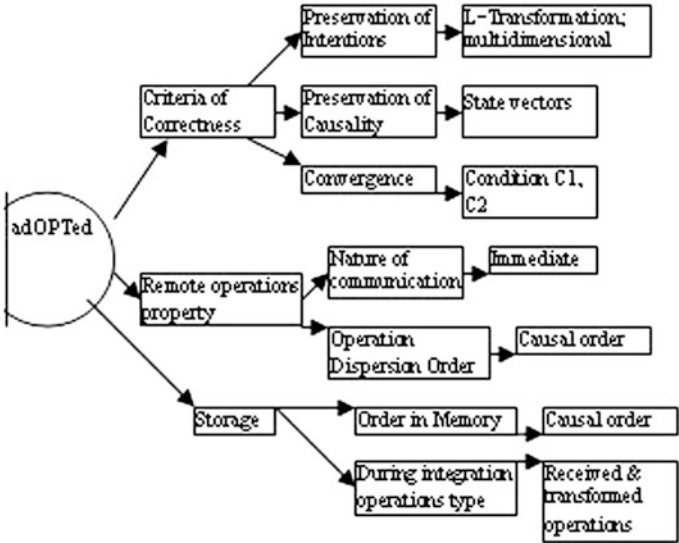 Preservation of
Intentions
L-Transformation;
multidimensional
Criteria of
Correctness
Preservation of
Causality
State vectors
Convergence
Condition C1,
C2
adOPTed
Nature of
communication
Immediate
Remote operations
property
Operation
Dispersion Order
Causal order
Storage
Order in Memory
Causal order
During integration
operations type
Received &
transformed
operations